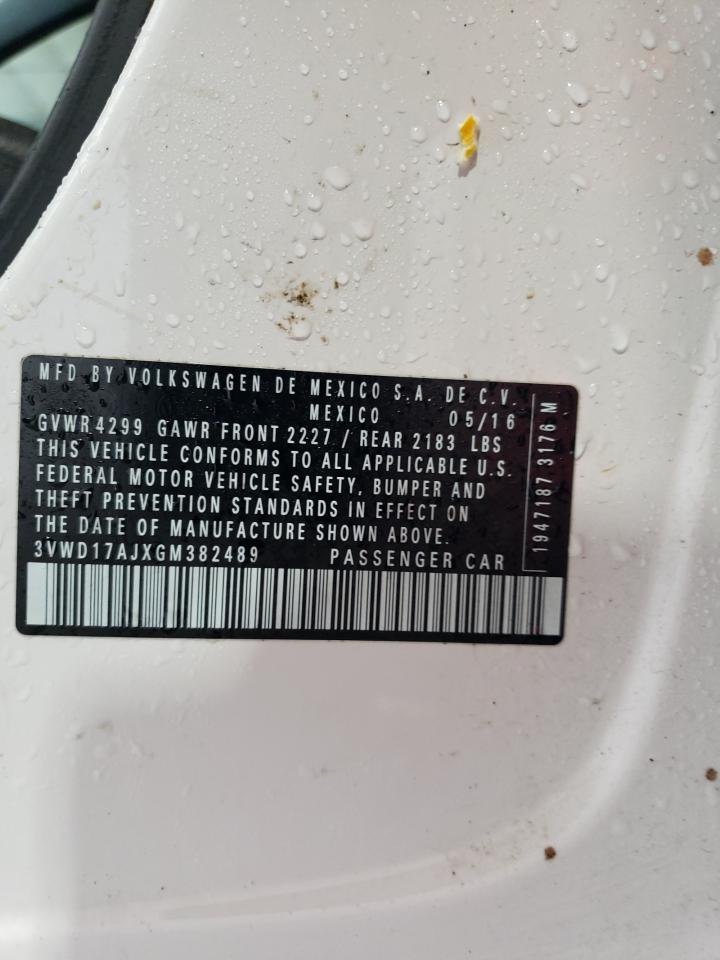 MFD BY VOLKSWAGEN DE MEXICO S.A. DE C.V.
MEXICO 05/16
GVWR 4299 GAWR FRONT 2227 / REAR 2183 LBS
THIS VEHICLE CONFORMS TO ALL APPLICABLE U.S.
FEDERAL MOTOR VEHICLE SAFETY, BUMPER AND
THEFT PREVENTION STANDARDS IN EFFECT ON
THE DATE OF MANUFACTURE SHOWN ABOVE.
3VWD17AJXGM382489 PASSENGER CAR
1947187 3176 M